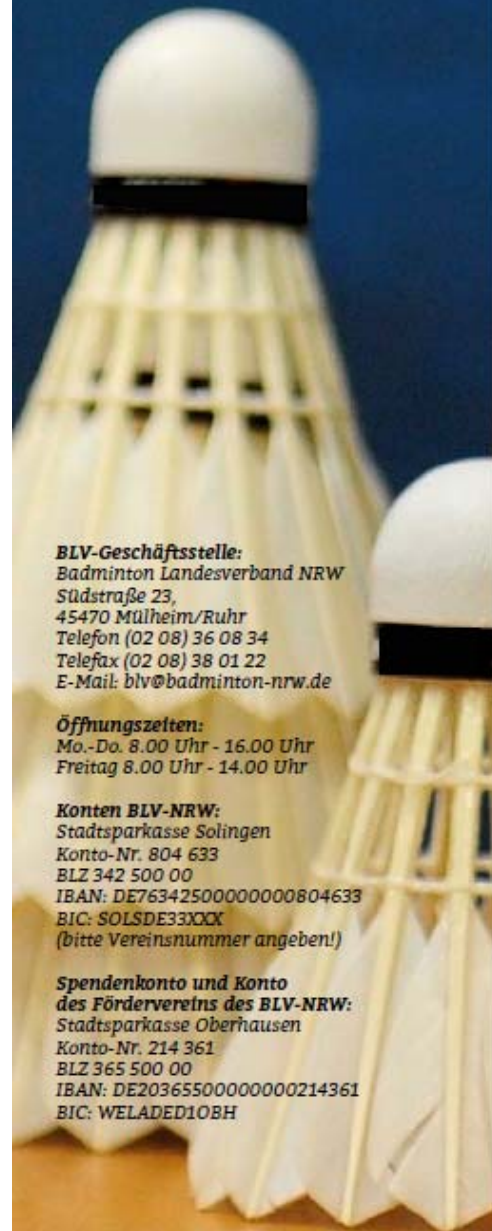 BLV-Geschäftsstelle:
Badminton Landesverband NRW
Südstraße 23,
45470 Mülheim/Ruhr
Telefon (02 08) 36 08 34
Telefax (02 08) 38 01 22
E-Mail: blv@badminton-nrw.de
Öffnungszeiten:
Mo.-Do. 8.00 Uhr - 16.00 Uhr
Freitag 8.00 Uhr - 14.00 Uhr
Konten BLV-NRW:
Stadtsparkasse Solingen
Konto-Nr. 804 633
BLZ 342 500 00
IBAN: DE76342500000000804633
BIC: SOLSDE33XXX
(bitte Vereinsnummer angeben!)
Spendenkonto und Konto
des Fördervereins des BLV-NRW:
Stadtsparkasse Oberhausen
Konto-Nr. 214 361
BLZ 365 500 00
IBAN: DE20365500000000214361
BIC: WELADED1OBH